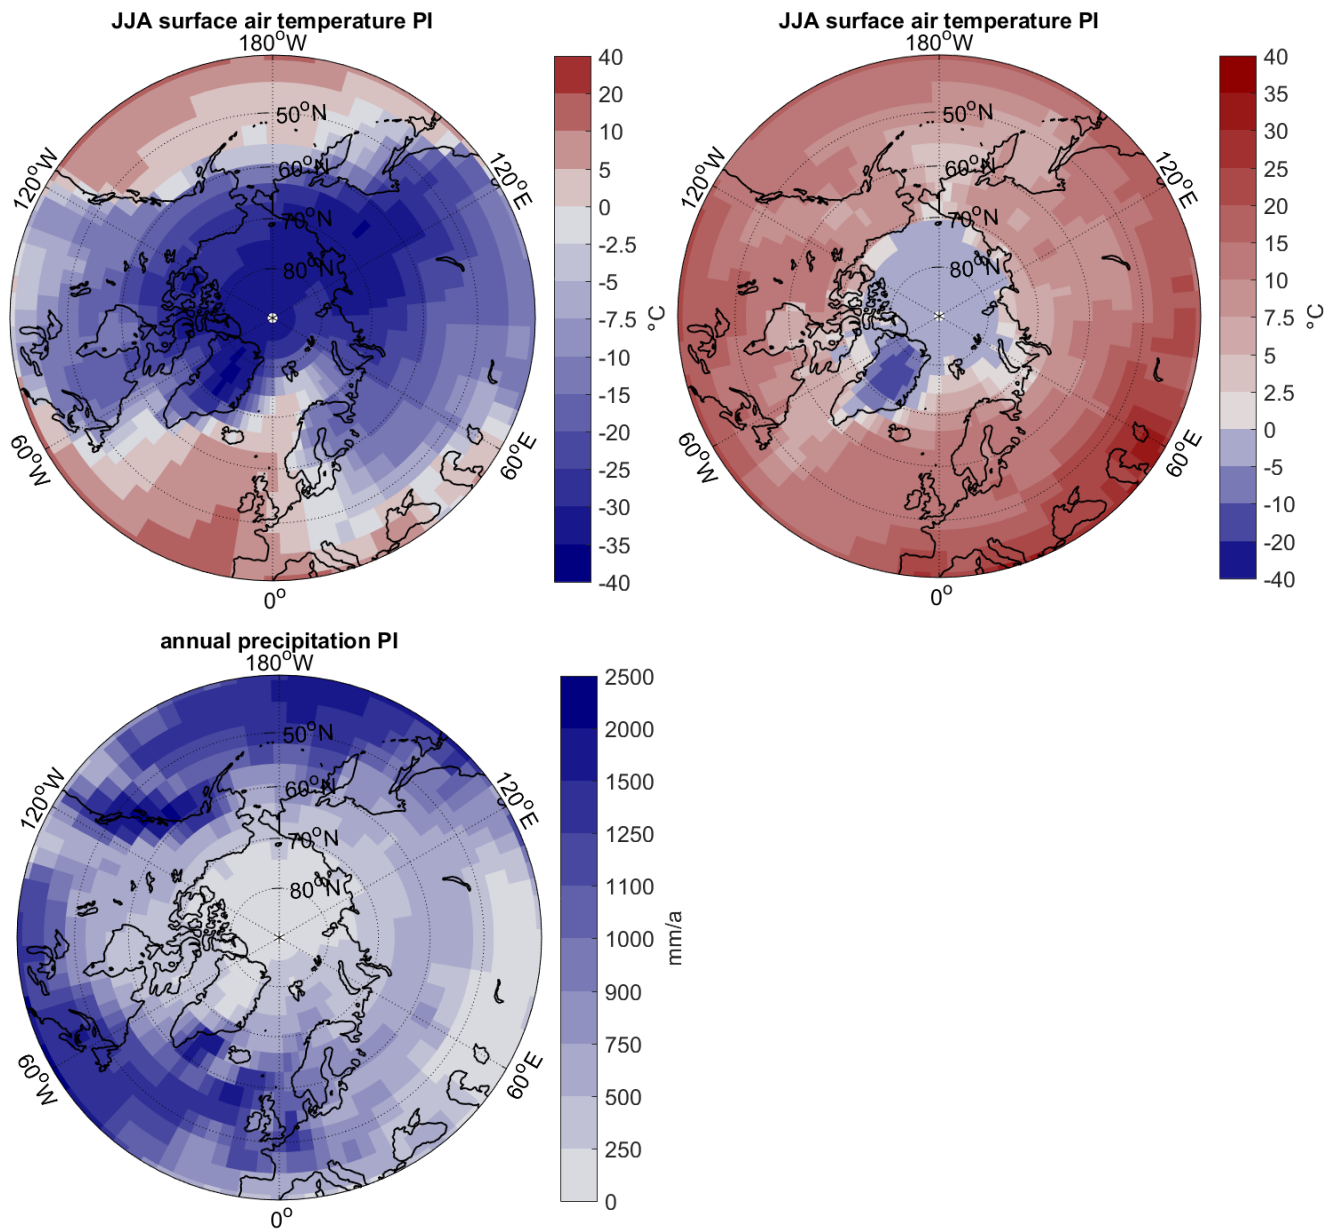 JJA surface air temperature PI
180°W
50°N
60°N
70°N
80°N
120°W
120°E
60°W
60°E
0°
40
20
10
5
0
-2.5
-5
-7.5
-10
-15
-20
-25
-30
-35
-40
°C
JJA surface air temperature PI
180°W
50°N
60°N
70°N
80°N
120°W
120°E
60°W
60°E
0°
40
35
30
25
20
15
10
7.5
5
2.5
0
-5
-10
-20
-40
°C
annual precipitation PI
180°W
50°N
60°N
70°N
80°N
120°W
120°E
60°W
60°E
0°
2500
2000
1500
1250
1100
1000
900
750
500
250
0
mm/a